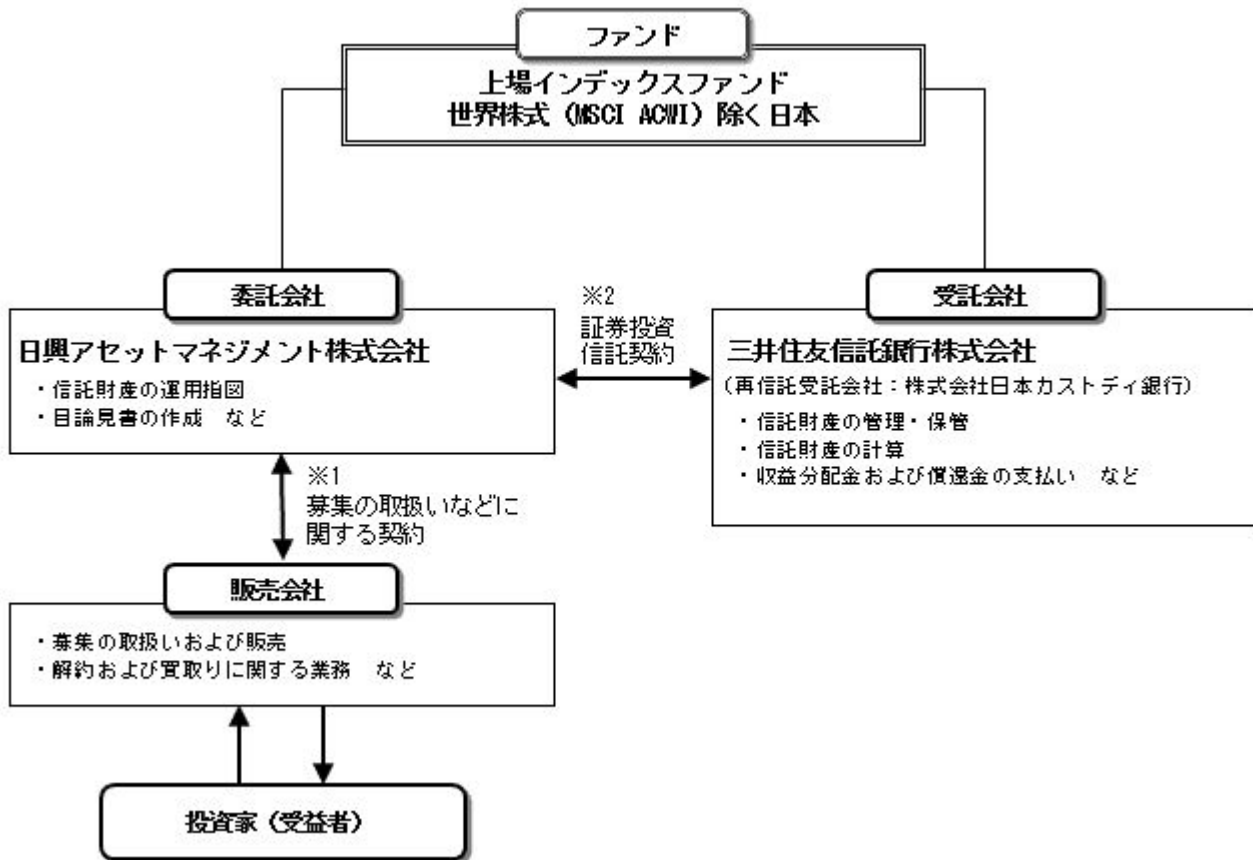 ファンド
上場インデックスファンド
世界株式（MSCI ACWI）除く日本
委託会社
日興アセットマネジメント株式会社
・信託財産の運用指図
・目論見書の作成　など
※2
証券投資
信託契約
受託会社
三井住友信託銀行株式会社
（再信託受託会社：株式会社日本カストディ銀行）
・信託財産の管理・保管
・信託財産の計算
・収益分配金および償還金の支払い　など
※1
募集の取扱いなどに
関する契約
販売会社
・募集の取扱いおよび販売
・解約および買取りに関する業務　など
投資家（受益者）